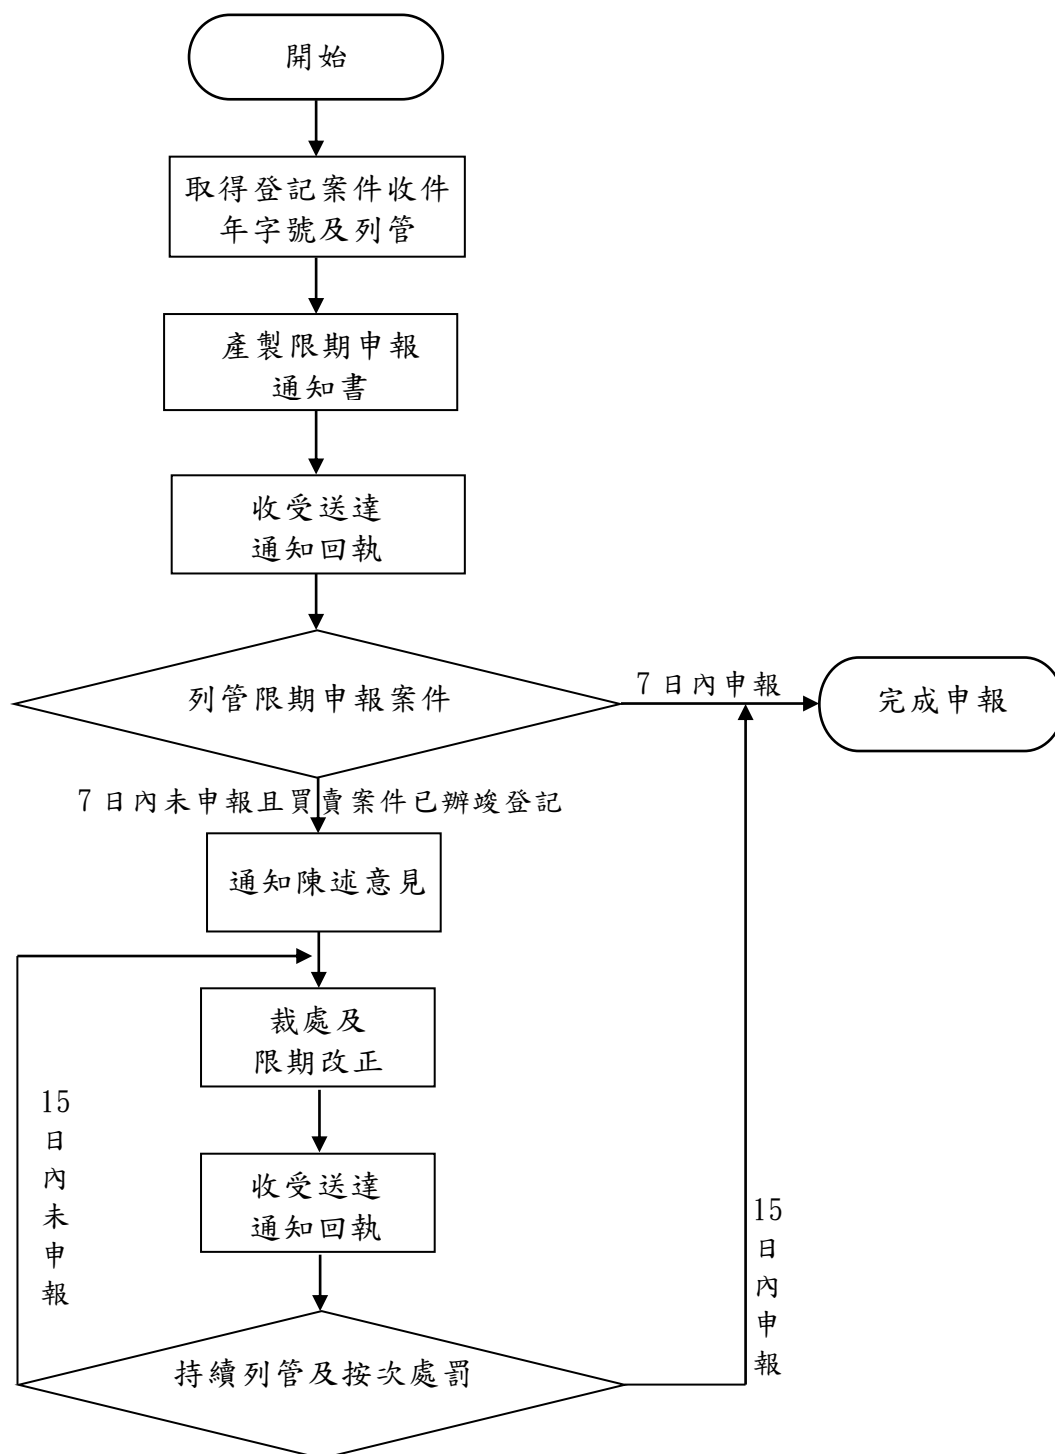 開始
取得登記案件收件
年字號及列管
產製限期申報
通知書
收受送達
通知回執
列管限期申報案件
7日內申報
完成申報
7日內未申報且買賣案件已辦竣登記
通知陳述意見
裁處及
限期改正
15日內未申報
收受送達
通知回執
15日內申報
持續列管及按次處罰